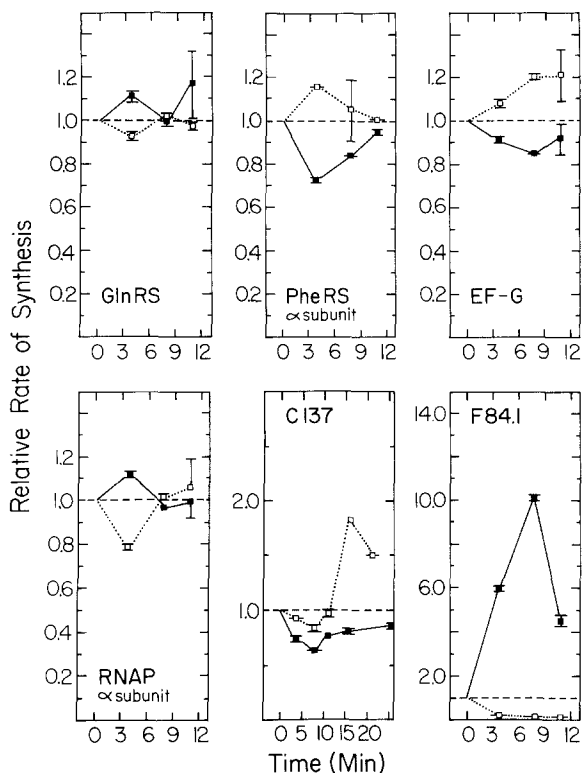 Relative Rate of Synthesis
1.2
1.0
0.8
0.6
0.4
0.2
GlnRS
0 3 6 9 12
1.2
1.0
0.8
0.6
0.4
0.2
PheRS
α subunit
0 3 6 9 12
1.2
1.0
0.8
0.6
0.4
0.2
EF-G
0 3 6 9 12
1.2
1.0
0.8
0.6
0.4
0.2
RNAP
α subunit
0 3 6 9 12
C137
2.0
1.0
0 5 10 15 20
F84.1
14.0
10.0
6.0
2.0
0 3 6 9 12
Time (Min)